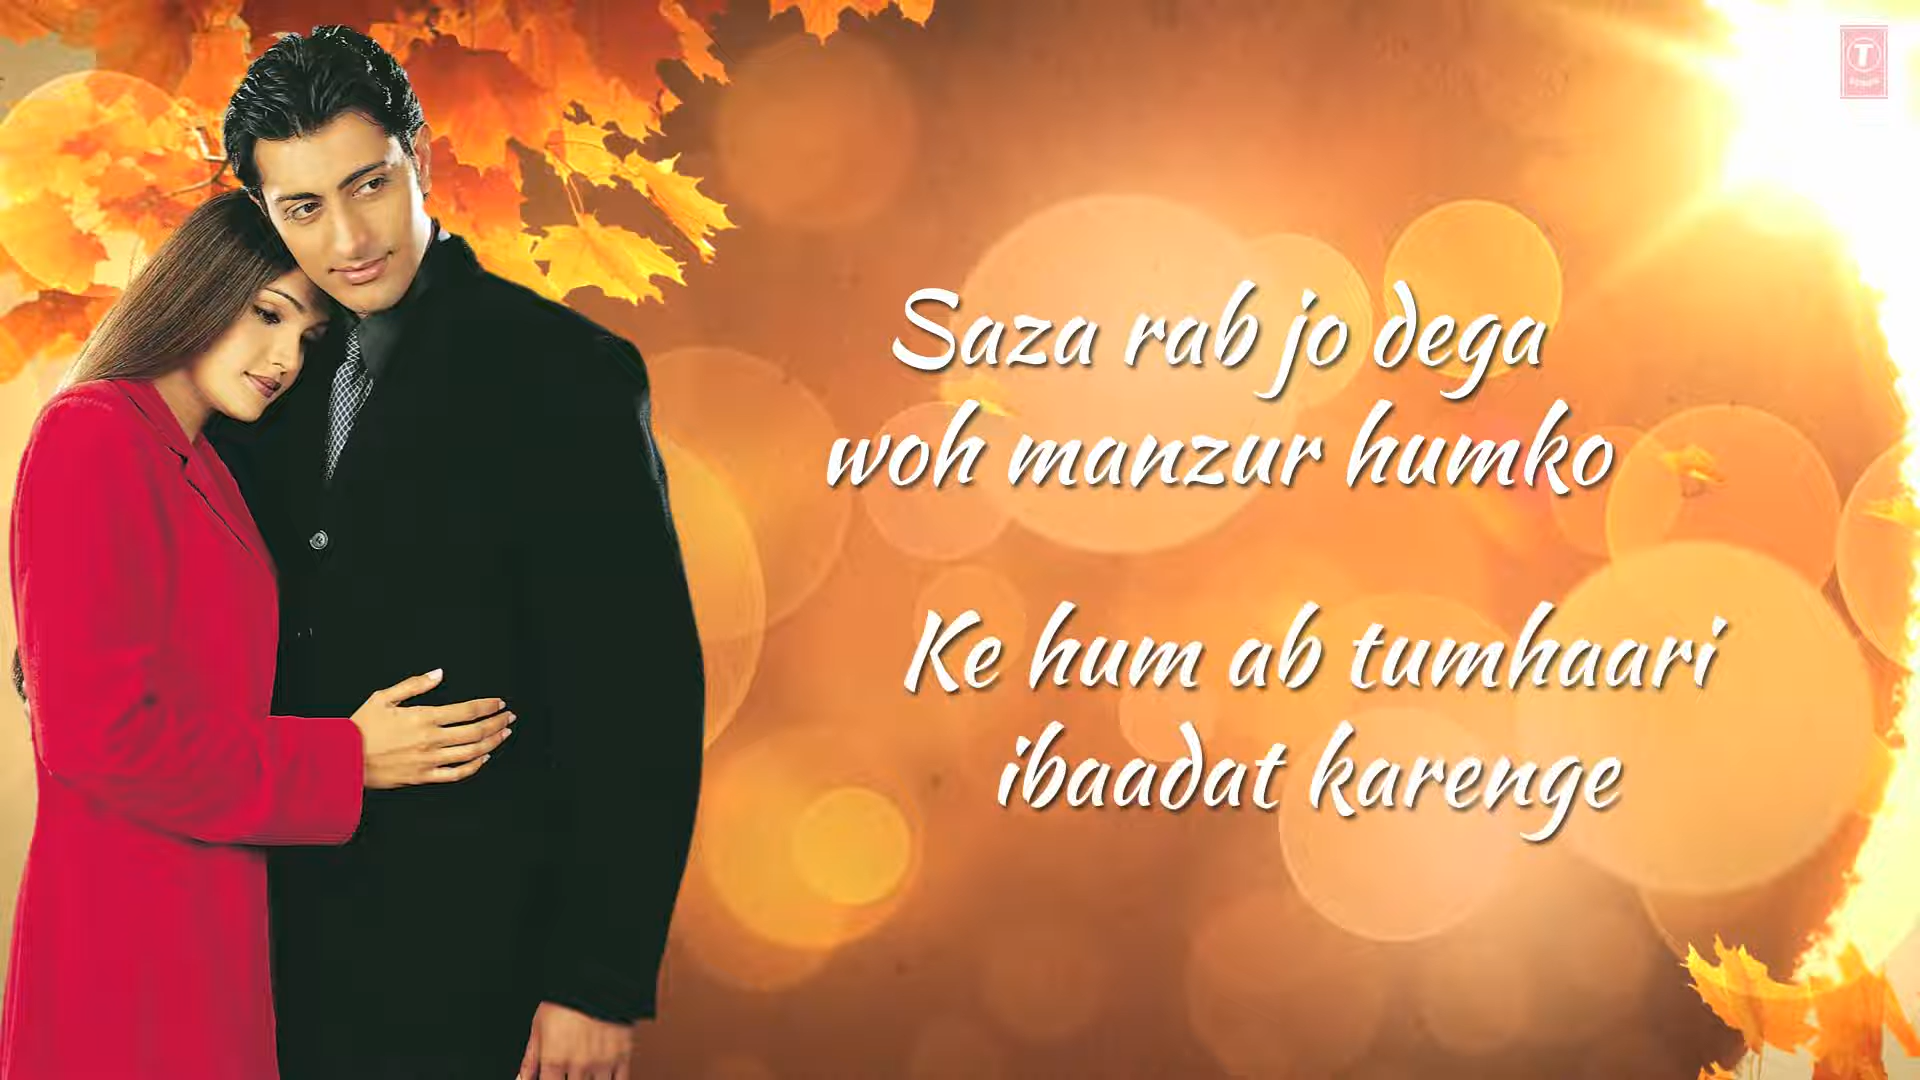 Saza rab jo dega
woh manzur humko
Ke hum ab tumhaari
ibaadat karenge
T